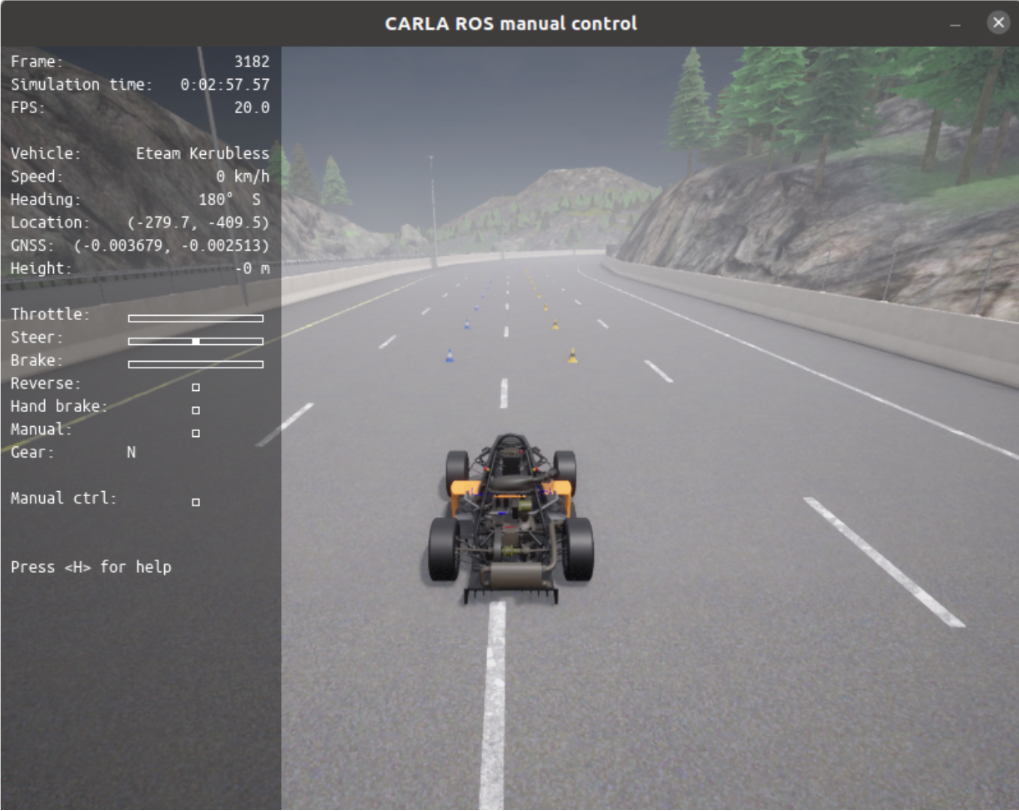 CARLA ROS manual control
Frame: 3182
Simulation time: 0:02:57.57
FPS: 20.0
Vehicle: Eteam Kerubless
Speed: 0 km/h
Heading: 180° S
Location: (-279.7, -409.5)
GNSS: (-0.003679, -0.002513)
Height: -0 m
Throttle:
Steer:
Brake:
Reverse:
Hand brake:
Manual:
Gear: N
Manual ctrl:
Press <H> for help